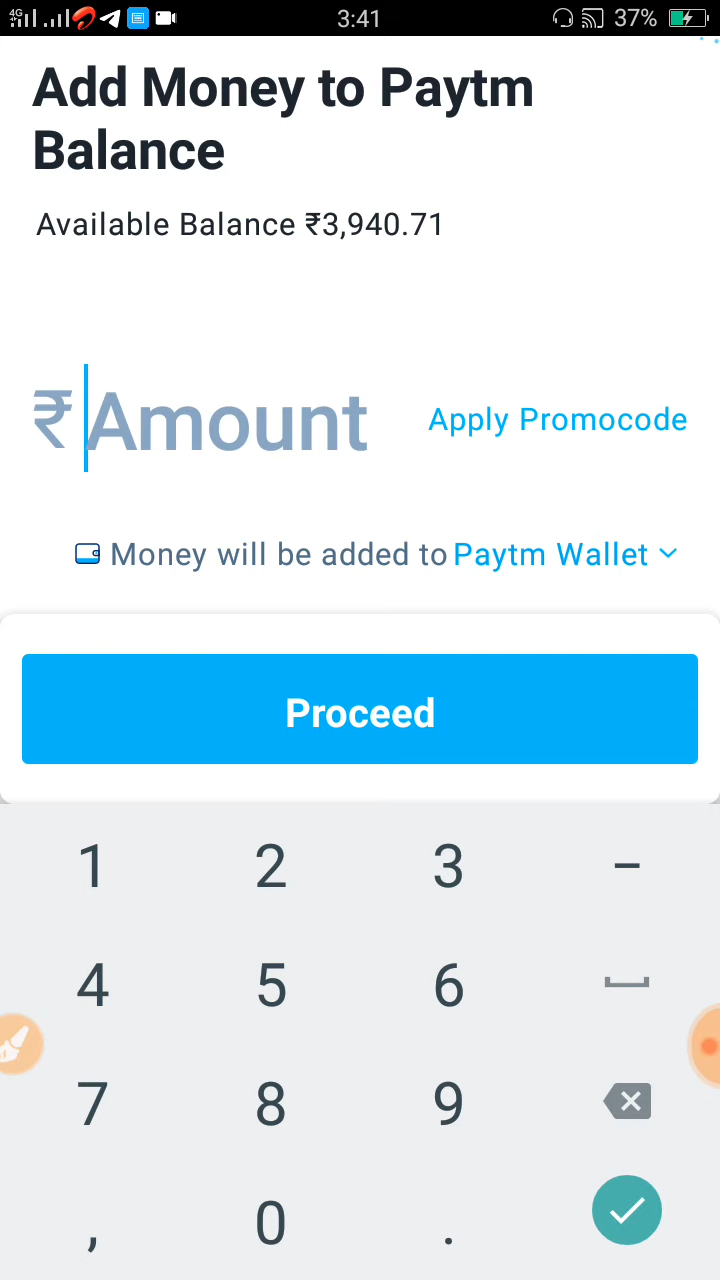 4G 3:41 37%
Add Money to Paytm
Balance
Available Balance ₹3,940.71
₹ Amount Apply Promocode
Money will be added to Paytm Wallet
Proceed
1 2 3 –
4 5 6
7 8 9
, 0 .